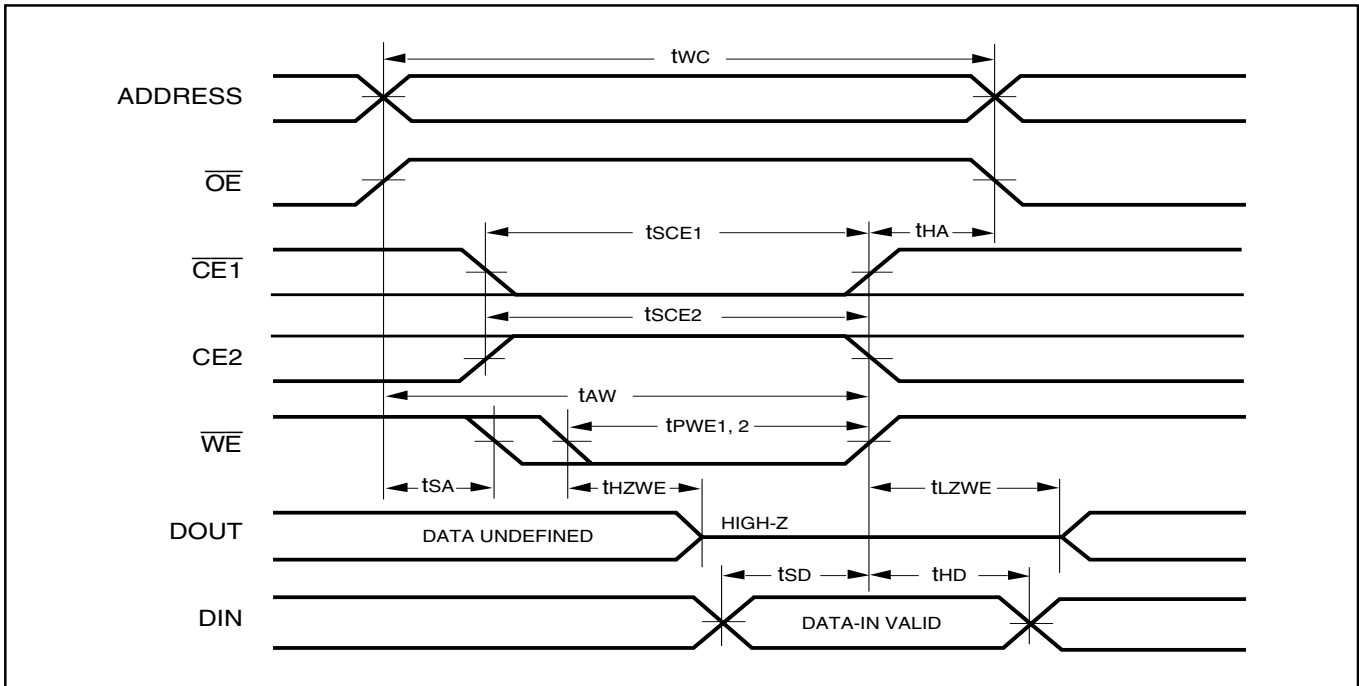 tWC
ADDRESS
OE
tSCE1
tHA
CE1
tSCE2
CE2
tAW
tPWE1, 2
WE
tSA
tHZWE
tLZWE
DOUT
DATA UNDEFINED
HIGH-Z
tSD
tHD
DIN
DATA-IN VALID